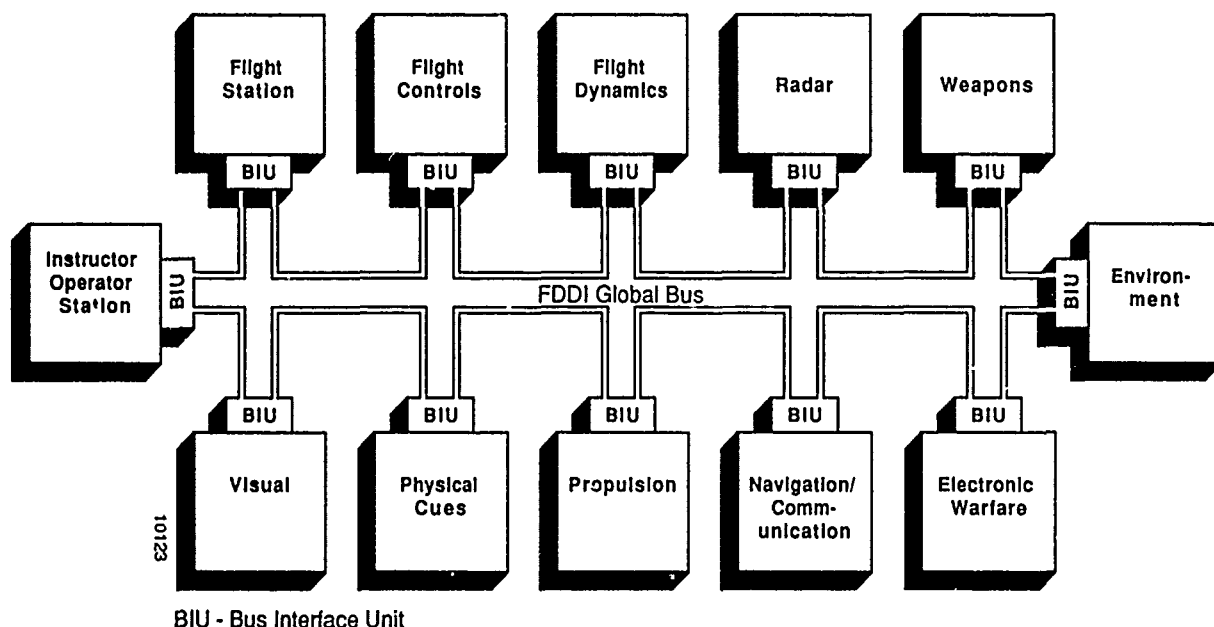 Flight
Station
Flight
Controls
Flight
Dynamics
Radar
Weapons
BIU
BIU
BIU
BIU
BIU
Instructor
Operator
Station
BIU
FDDI Global Bus
BIU
Environ-
ment
BIU
BIU
BIU
BIU
BIU
Visual
Physical
Cues
Propulsion
Navigation/
Comm-
unication
Electronic
Warfare
10123
BIU - Bus Interface Unit